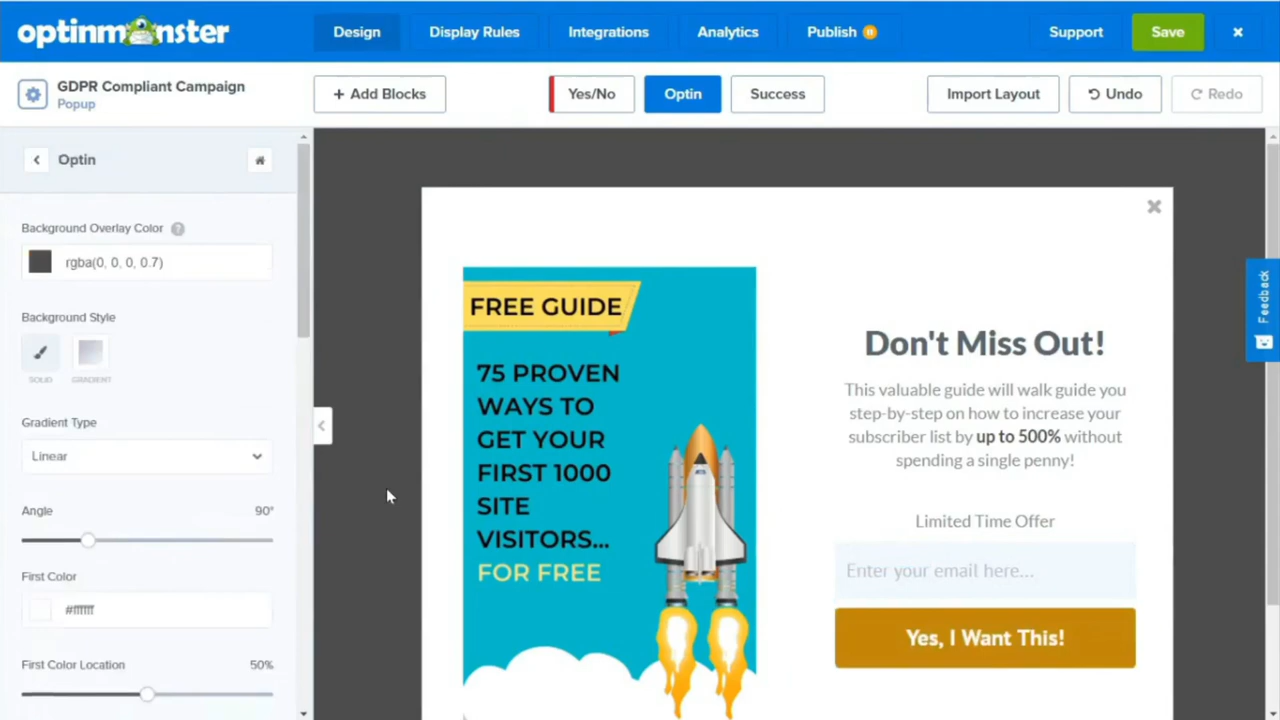 optinmonster
Design
Display Rules
Integrations
Analytics
Publish
Support
Save
GDPR Compliant Campaign
Popup
+ Add Blocks
Yes/No
Optin
Success
Import Layout
Undo
Redo
Optin
Background Overlay Color ?
rgba(0, 0, 0, 0.7)
Background Style
SOLID
GRADIENT
Gradient Type
Linear
Angle
90°
First Color
#ffffff
First Color Location
50%
FREE GUIDE
75 PROVEN
WAYS TO
GET YOUR
FIRST 1000
SITE
VISITORS...
FOR FREE
Don't Miss Out!
This valuable guide will walk guide you
step-by-step on how to increase your
subscriber list by up to 500% without
spending a single penny!
Limited Time Offer
Enter your email here...
Yes, I Want This!
Feedback